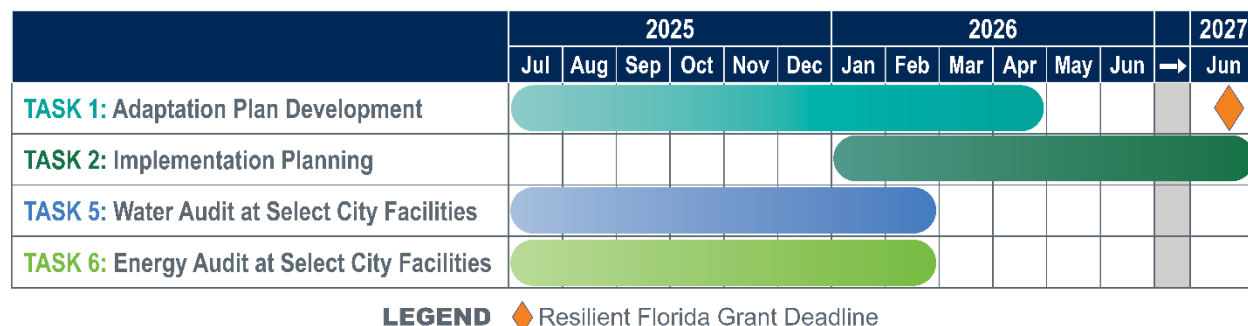 2025 2026 2027
Jul Aug Sep Oct Nov Dec Jan Feb Mar Apr May Jun → Jun
TASK 1: Adaptation Plan Development
TASK 2: Implementation Planning
TASK 5: Water Audit at Select City Facilities
TASK 6: Energy Audit at Select City Facilities
LEGEND Resilient Florida Grant Deadline